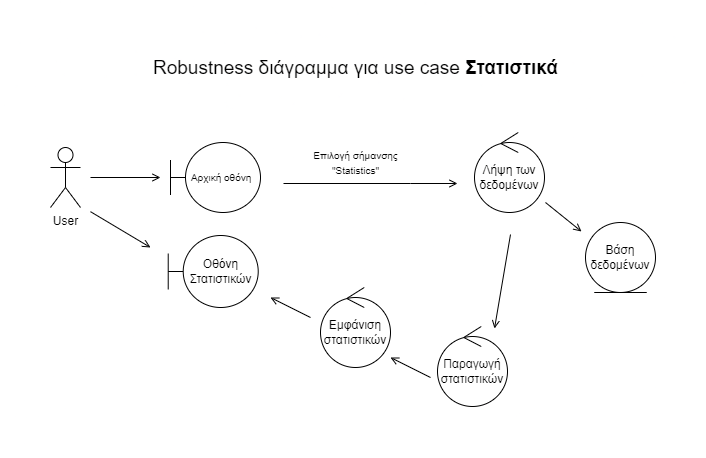 Robustness διάγραμμα για use case Στατιστικά
Επιλογή σήμανσης
"Statistics"
Αρχική οθόνη
Λήψη των
δεδομένων
User
Οθόνη
Στατιστικών
Βάση
δεδομένων
Εμφάνιση
στατιστικών
Παραγωγή
στατιστικών